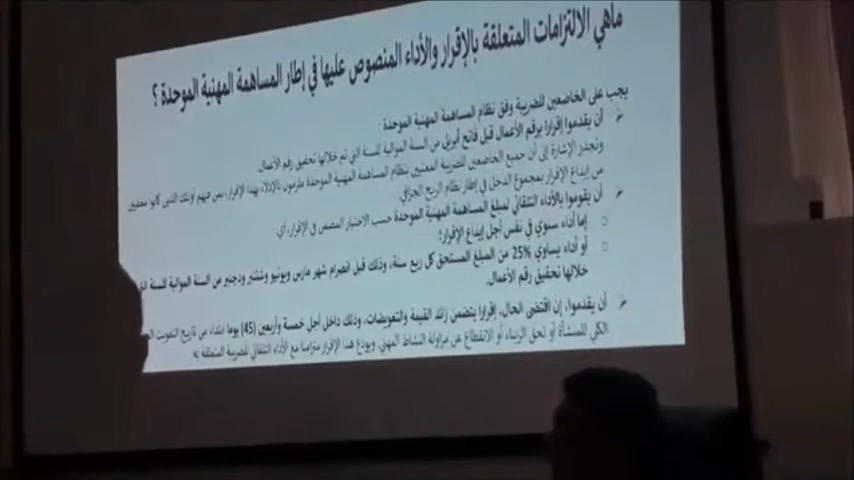 ماهي الالتزامات المتعلقة بالإقرار والأداء المنصوص عليها في إطار المساهمة المهنية الموحدة ؟
يجب على الخاضعين للضريبة وفق نظام المساهمة المهنية الموحدة :
أن يقدموا إقرارا برقم الأعمال قبل فاتح أبريل من السنة الموالية للسنة التي تم خلالها تحقيق رقم الأعمال.
وتجدر الإشارة إلى أن جميع الخاضعين للضريبة المعنيين بنظام المساهمة المهنية الموحدة ملزمون بالإدلاء بهذا الإقرار، بمن فيهم أولئك الذين كانوا معفيين
من إيداع الإقرار بمجموع الدخل في إطار نظام الربح الجزافي.
أن يقوموا بالأداء التلقائي لمبلغ المساهمة المهنية الموحدة حسب الاختيار المضمن في الإقرار، أي:
إما أداء سنوي في نفس أجل إيداع الإقرار؛
أو أداء يساوي 25% من المبلغ المستحق كل ربع سنة، وذلك قبل انصرام شهر مارس ويونيو وشتنبر ودجنبر من السنة الموالية للسنة
خلالها تحقيق رقم الأعمال.
أن يقدموا، إن اقتضى الحال، إقرارا يتضمن زائد القيمة والتعويضات، وذلك داخل أجل خمسة وأربعين (45) يوما ابتداء من تاريخ التفويت
الكلي للمنشأة أو لحق الزبناء أو الانقطاع عن مزاولة النشاط المهني. ويودع هذا الإقرار متزامنا مع الأداء التلقائي للضريبة المتعلقة